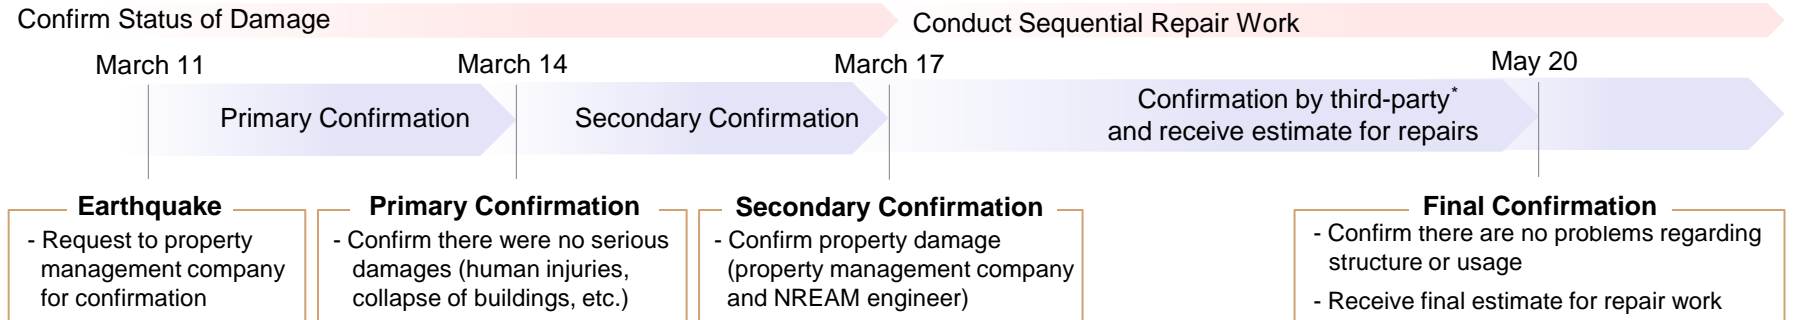 Confirm Status of Damage
Conduct Sequential Repair Work
March 11
March 14
March 17
May 20
Primary Confirmation
Secondary Confirmation
Confirmation by third-party*
and receive estimate for repairs
Earthquake
- Request to property
management company
for confirmation
Primary Confirmation
- Confirm there were no serious
damages (human injuries,
collapse of buildings, etc.)
Secondary Confirmation
- Confirm property damage
(property management company
and NREAM engineer)
Final Confirmation
- Confirm there are no problems regarding
structure or usage
- Receive final estimate for repair work